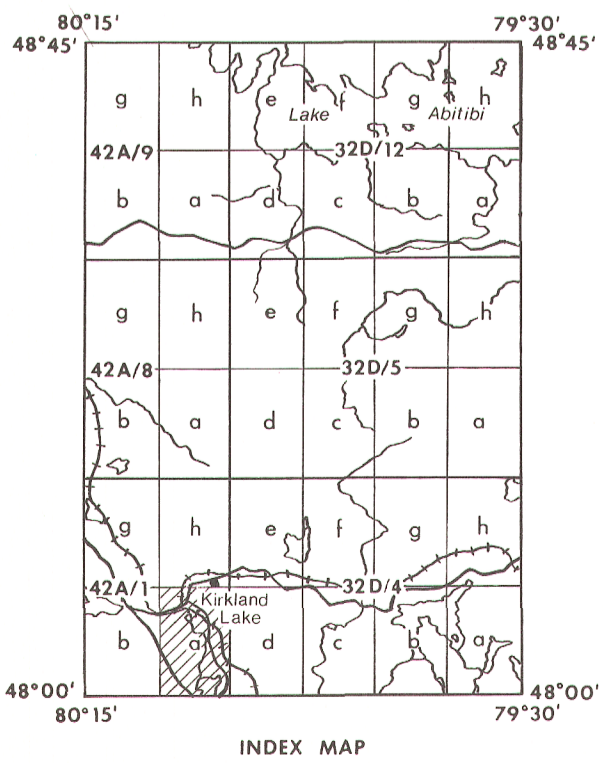 80°15' 79°30'
48°45' 48°45'
g h e f g h
Lake Abitibi
42A/9 32D/12
b a d c b a
g h e f g h
42A/8 32D/5
b a d c b a
g h e f g h
42A/1 32D/4
Kirkland
Lake
b a d c b a
48°00' 48°00'
80°15' 79°30'
INDEX MAP